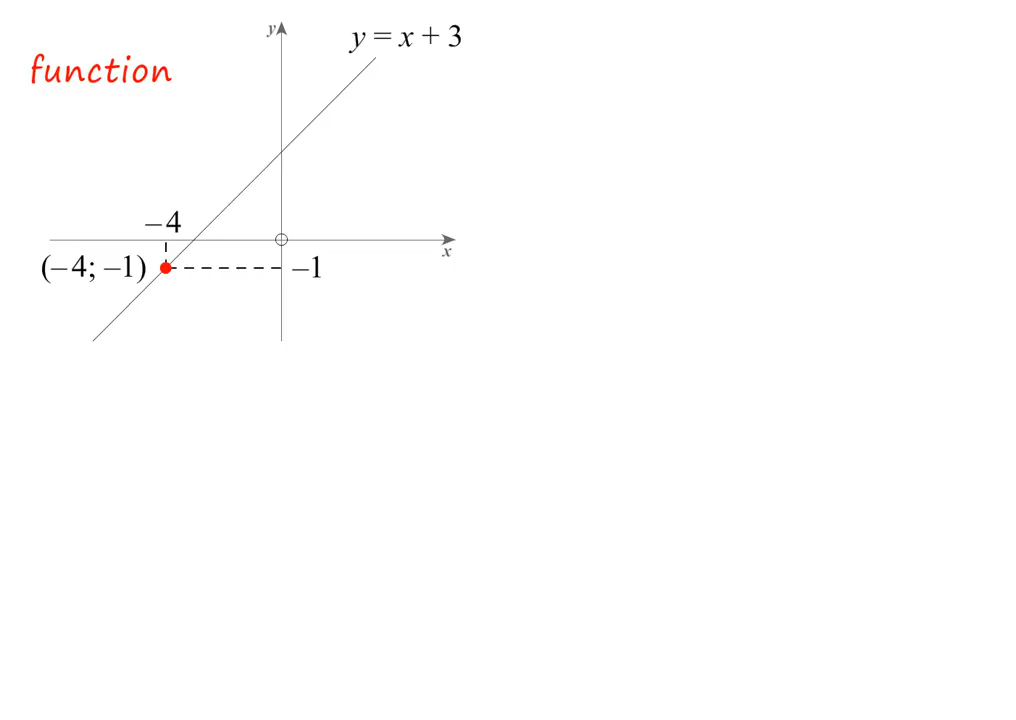 y
y = x + 3
function
–4
x
(–4; –1)
–1